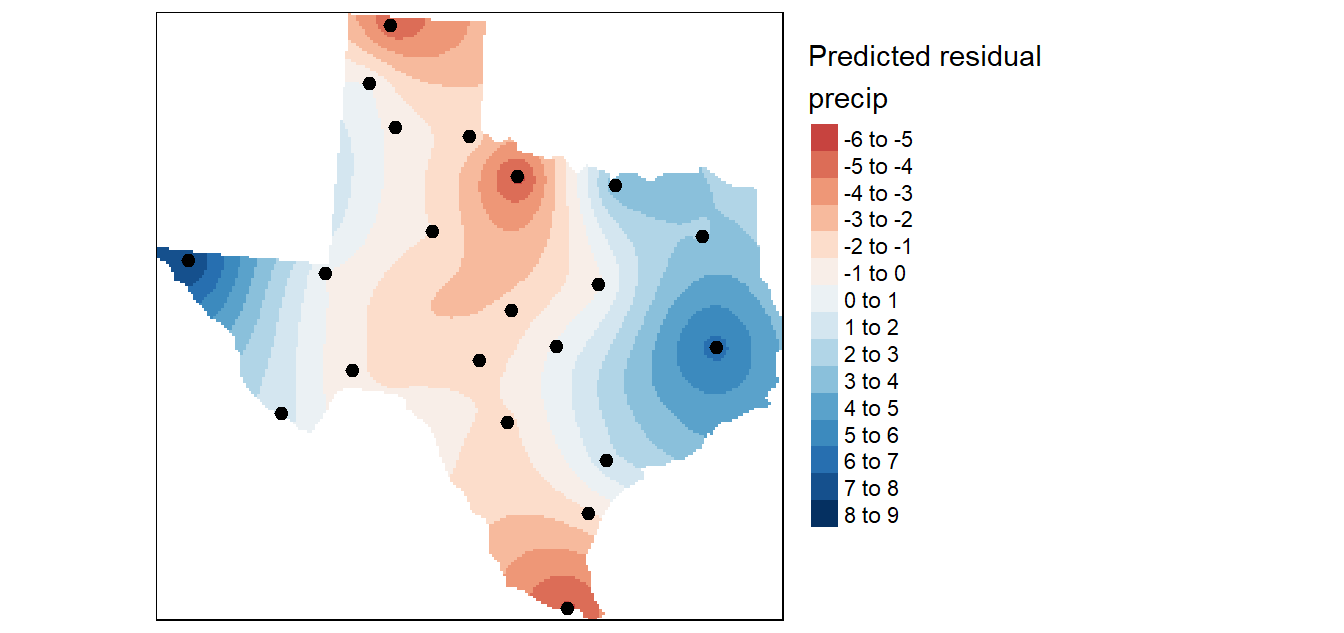 Predicted residual
precip
-6 to -5
-5 to -4
-4 to -3
-3 to -2
-2 to -1
-1 to 0
0 to 1
1 to 2
2 to 3
3 to 4
4 to 5
5 to 6
6 to 7
7 to 8
8 to 9